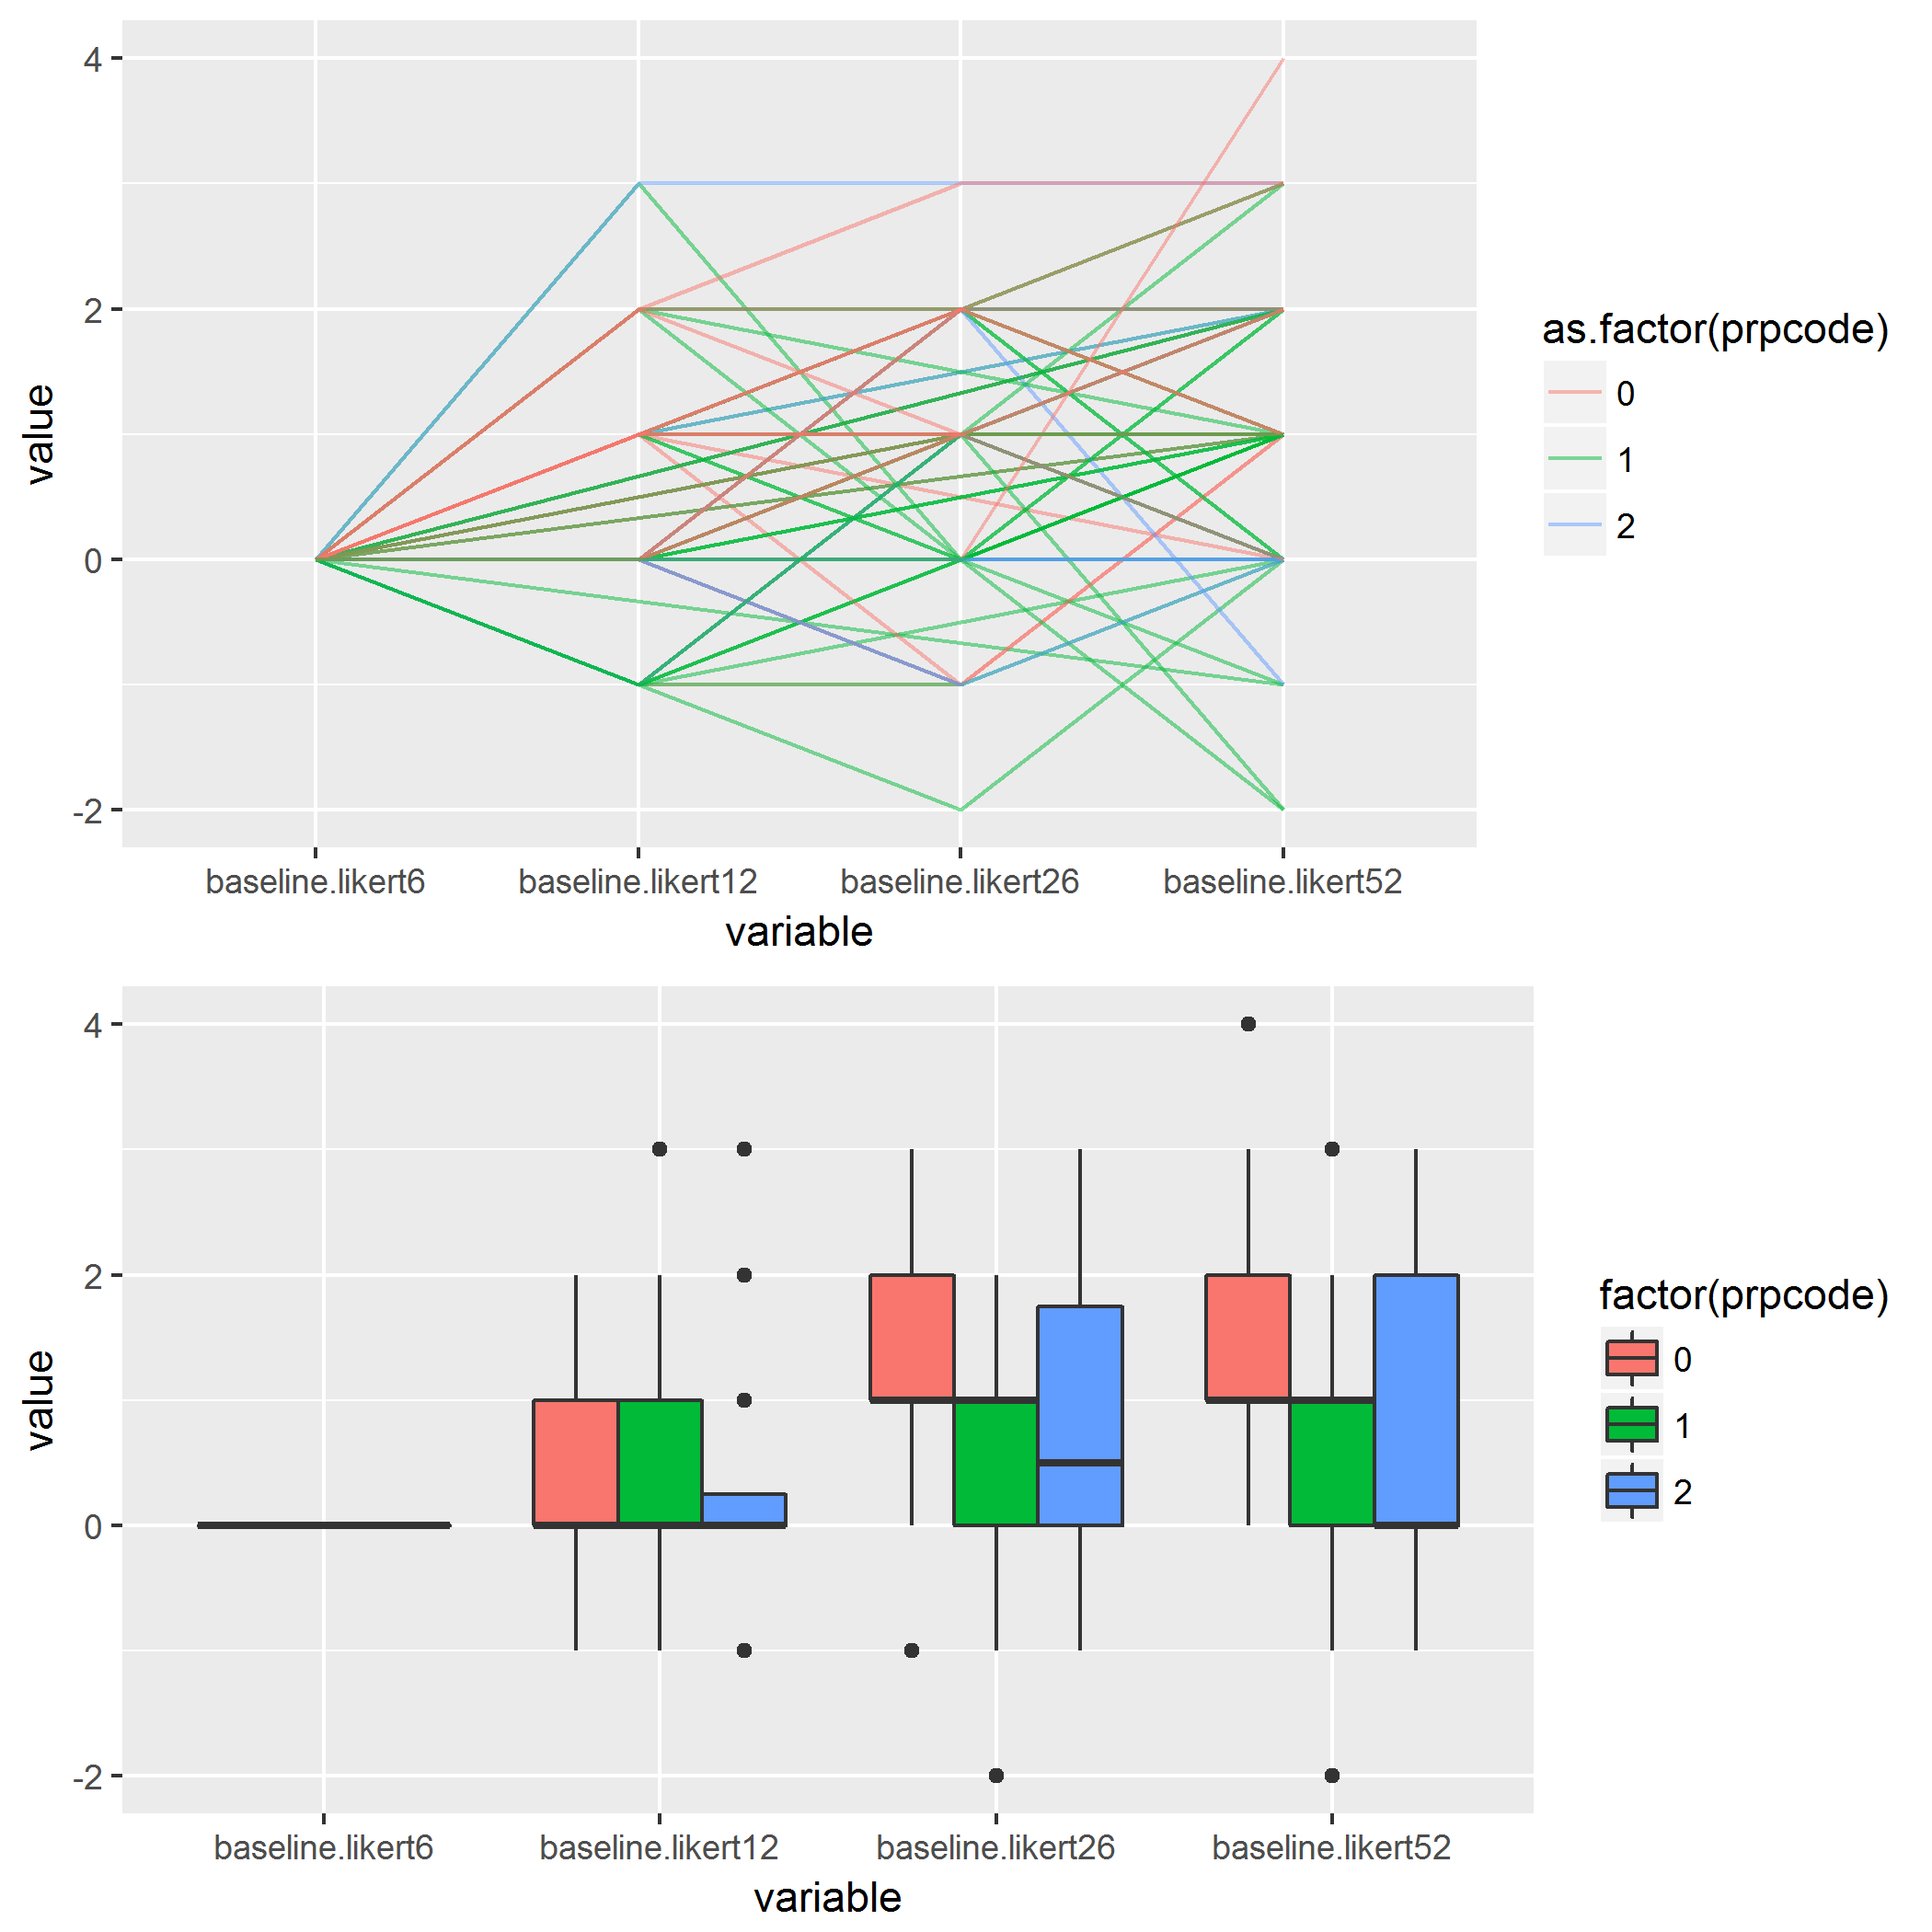 4
2
0
-2
value
baseline.likert6 baseline.likert12 baseline.likert26 baseline.likert52
variable
as.factor(prpcode)
0
1
2
4
2
0
-2
value
baseline.likert6 baseline.likert12 baseline.likert26 baseline.likert52
variable
factor(prpcode)
0
1
2